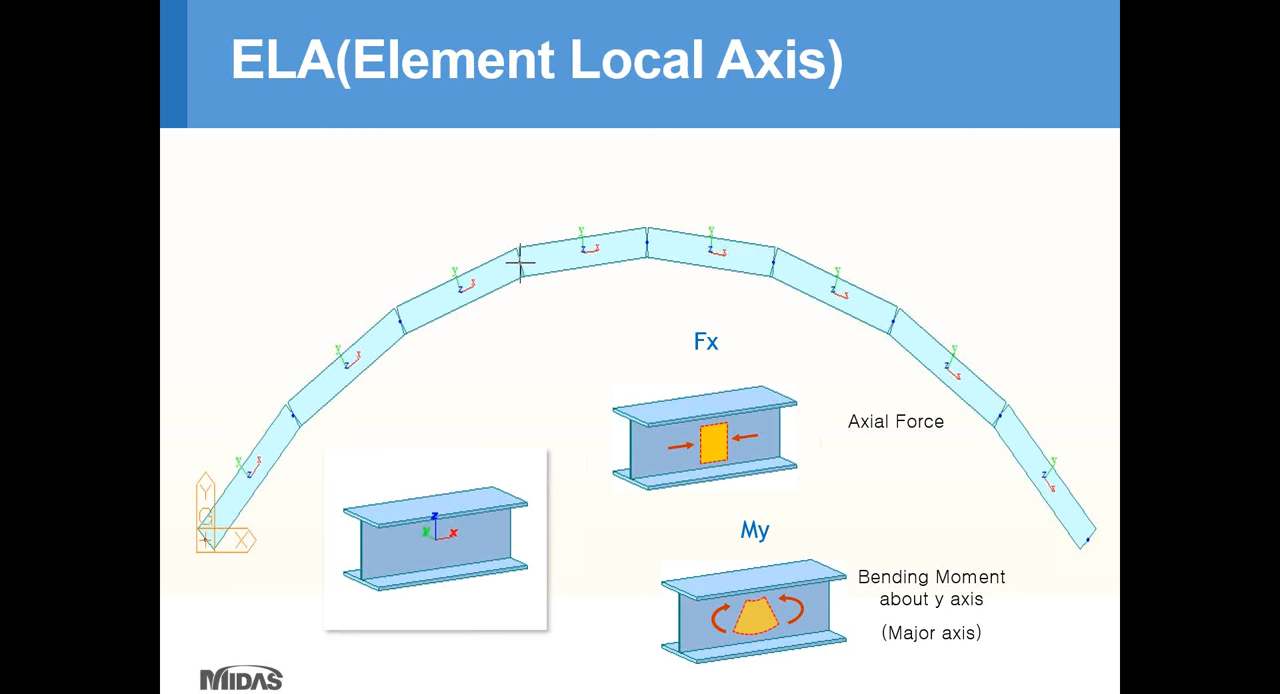 ELA(Element Local Axis)
y
z
x
y
z
x
y
z
x
y
z
x
y
z
x
y
z
x
y
z
x
y
z
x
Y
G
X
z
y
x
Fx
Axial Force
My
Bending Moment
about y axis
(Major axis)
MIDAS